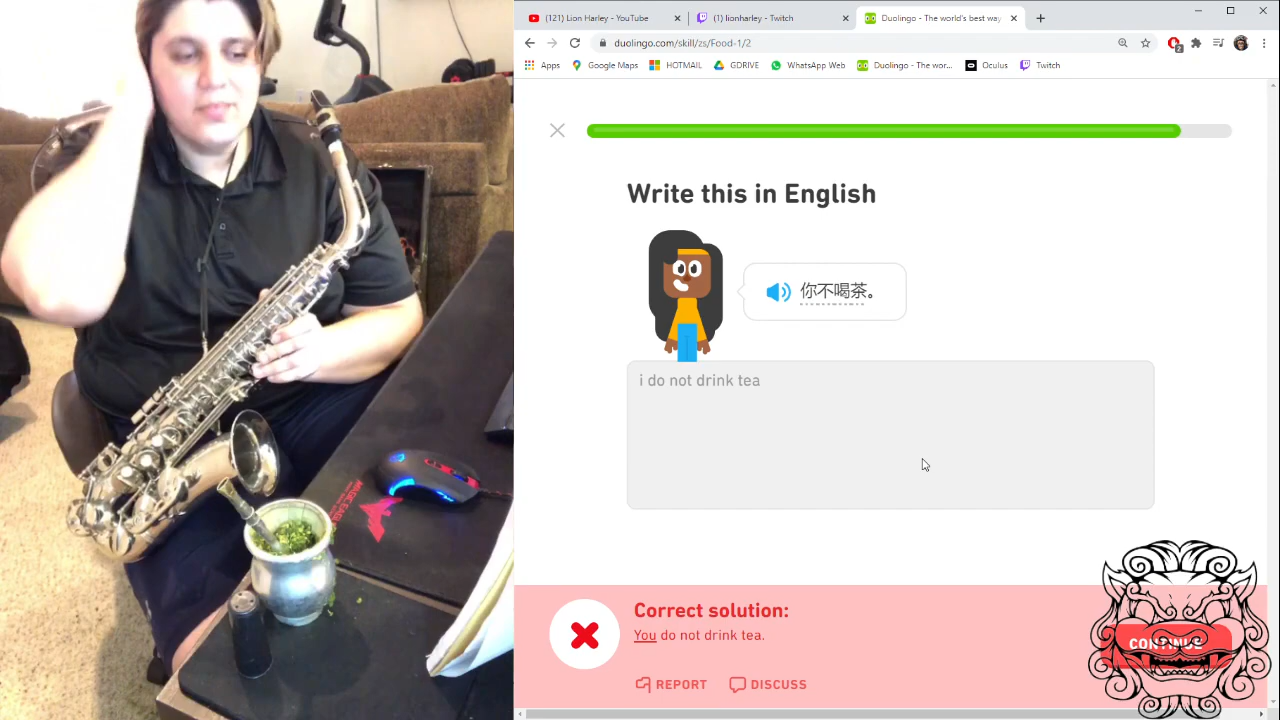 (121) Lion Harley - YouTube
(1) lionharley - Twitch
Duolingo - The world's best way
duolingo.com/skill/zs/Food-1/2
2
Apps
Google Maps
HOTMAIL
GDRIVE
WhatsApp Web
Duolingo - The wor...
Oculus
Twitch
Write this in English
你不喝茶。
i do not drink tea
Correct solution:
You do not drink tea.
REPORT
DISCUSS
CONTINUE